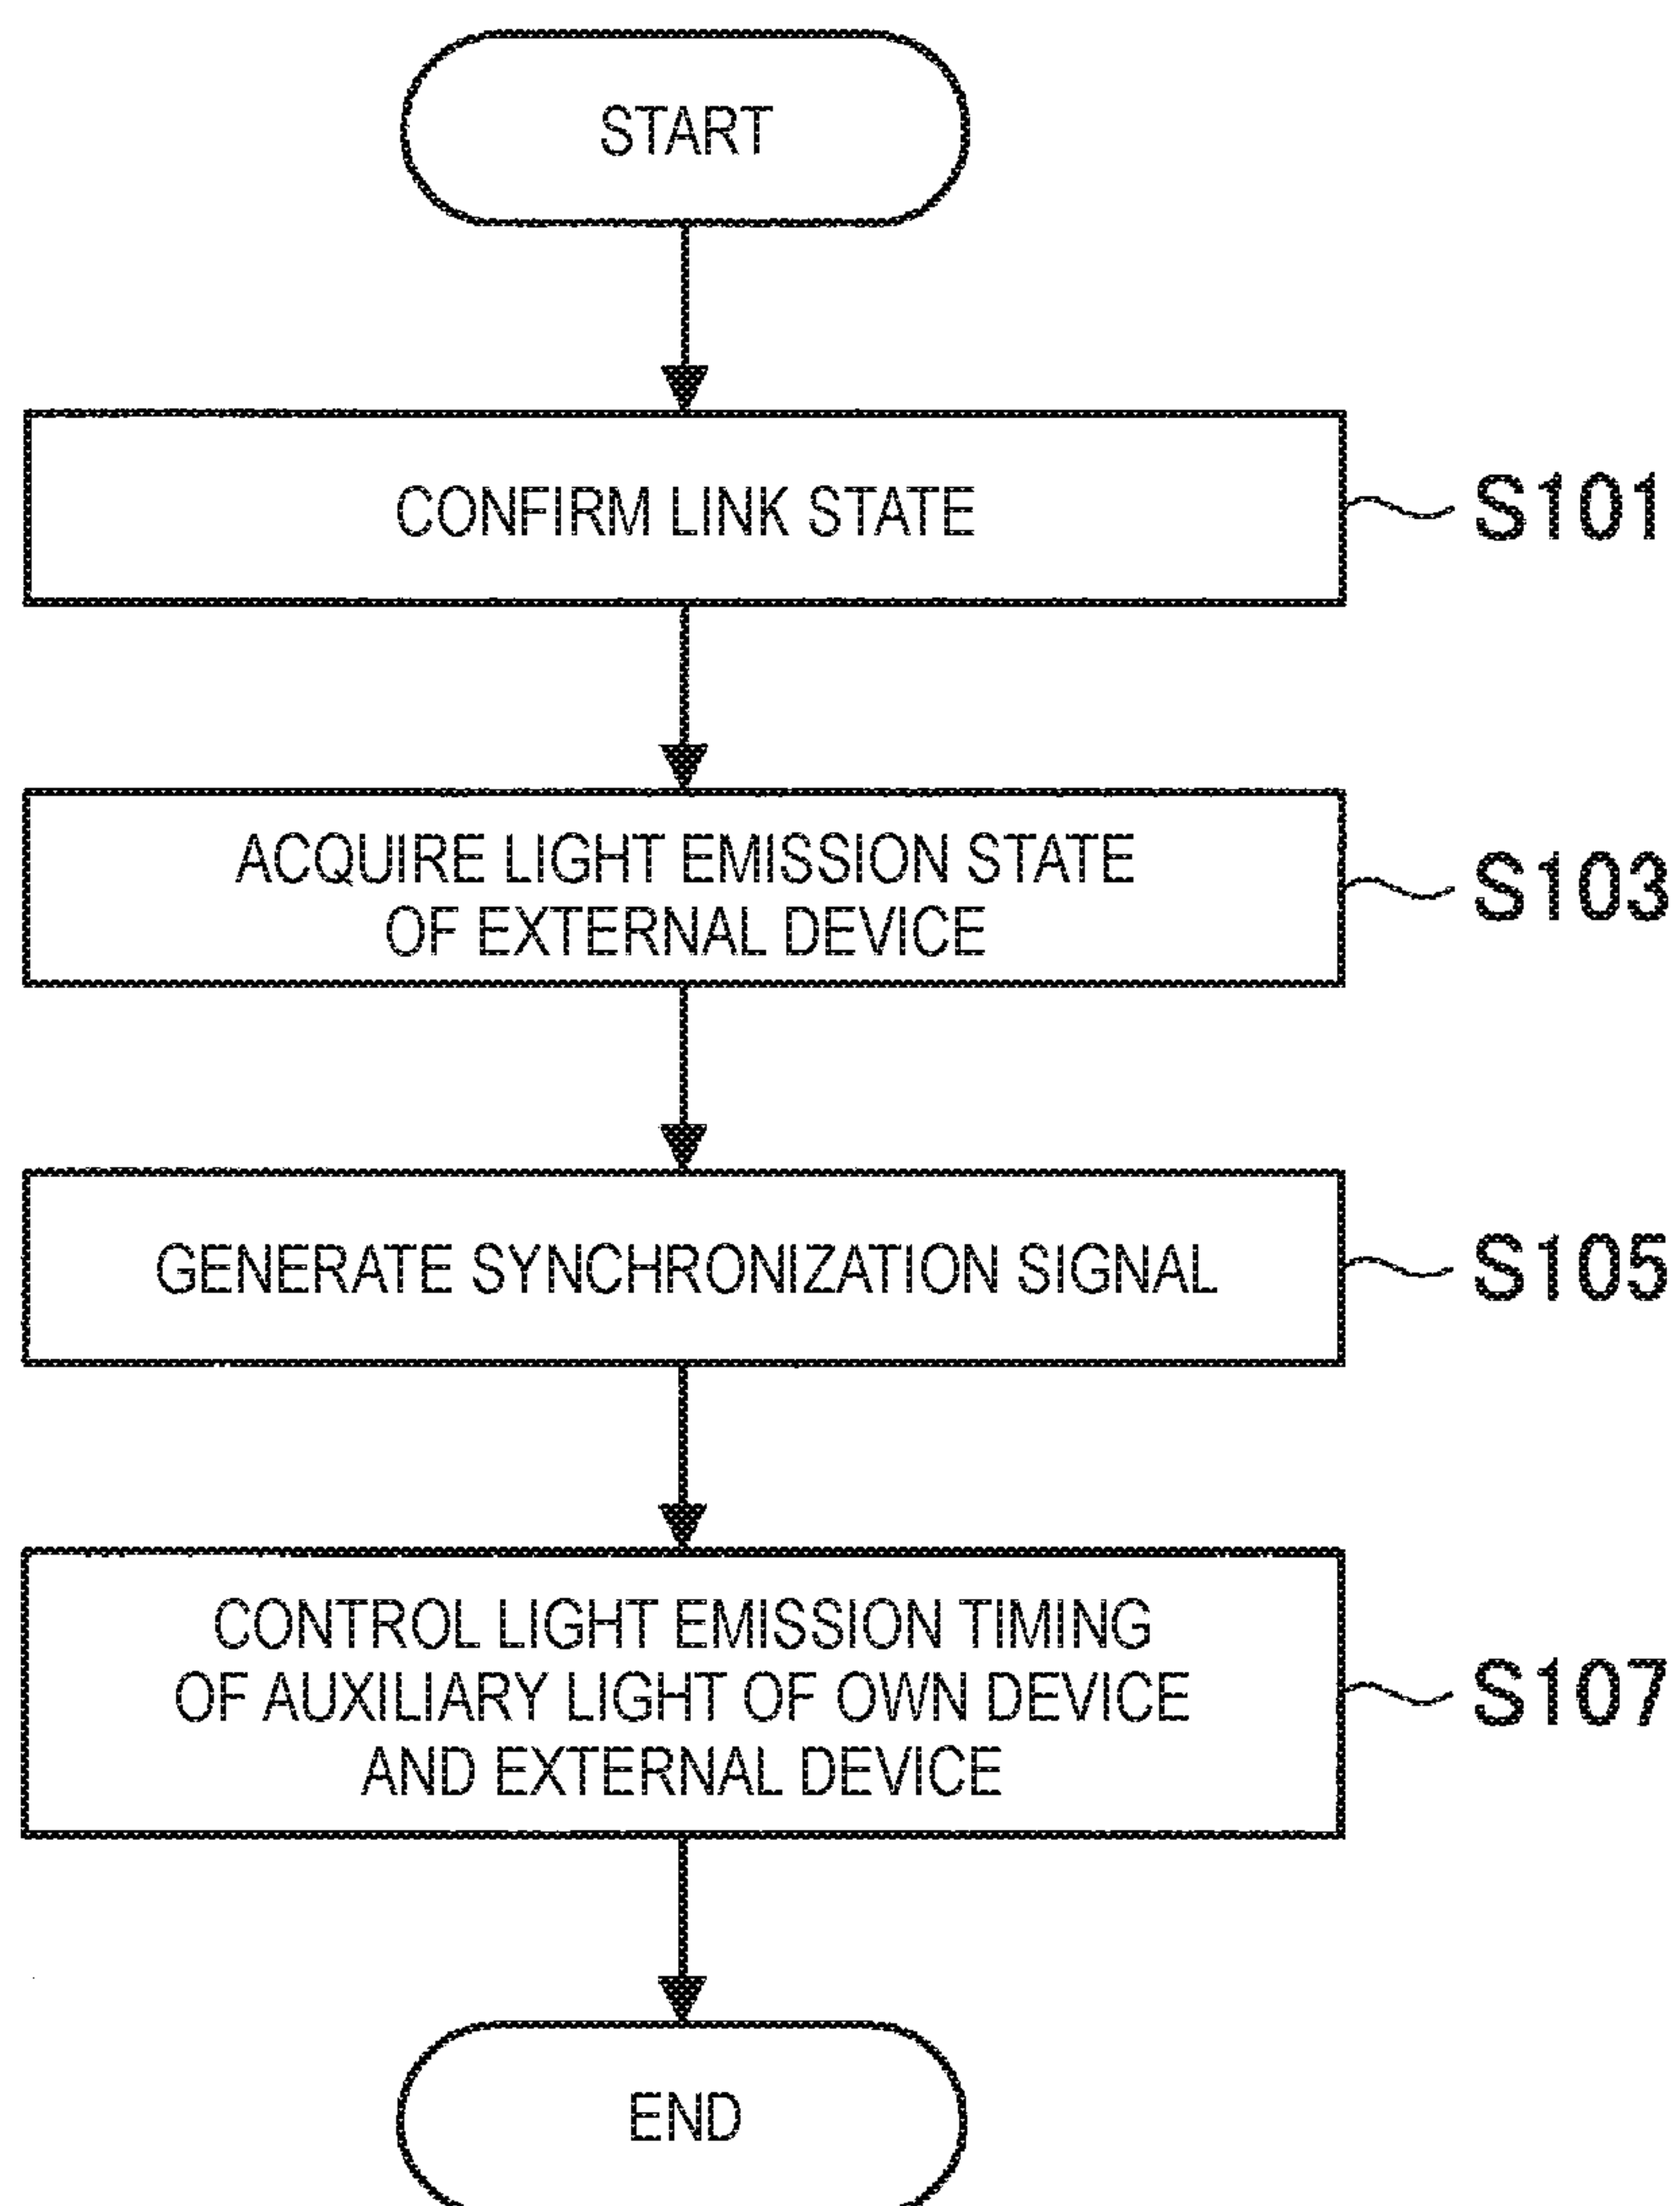 START
CONFIRM LINK STATE
S101
ACQUIRE LIGHT EMISSION STATE
OF EXTERNAL DEVICE
S103
GENERATE SYNCHRONIZATION SIGNAL
S105
CONTROL LIGHT EMISSION TIMING
OF AUXILIARY LIGHT OF OWN DEVICE
AND EXTERNAL DEVICE
S107
END